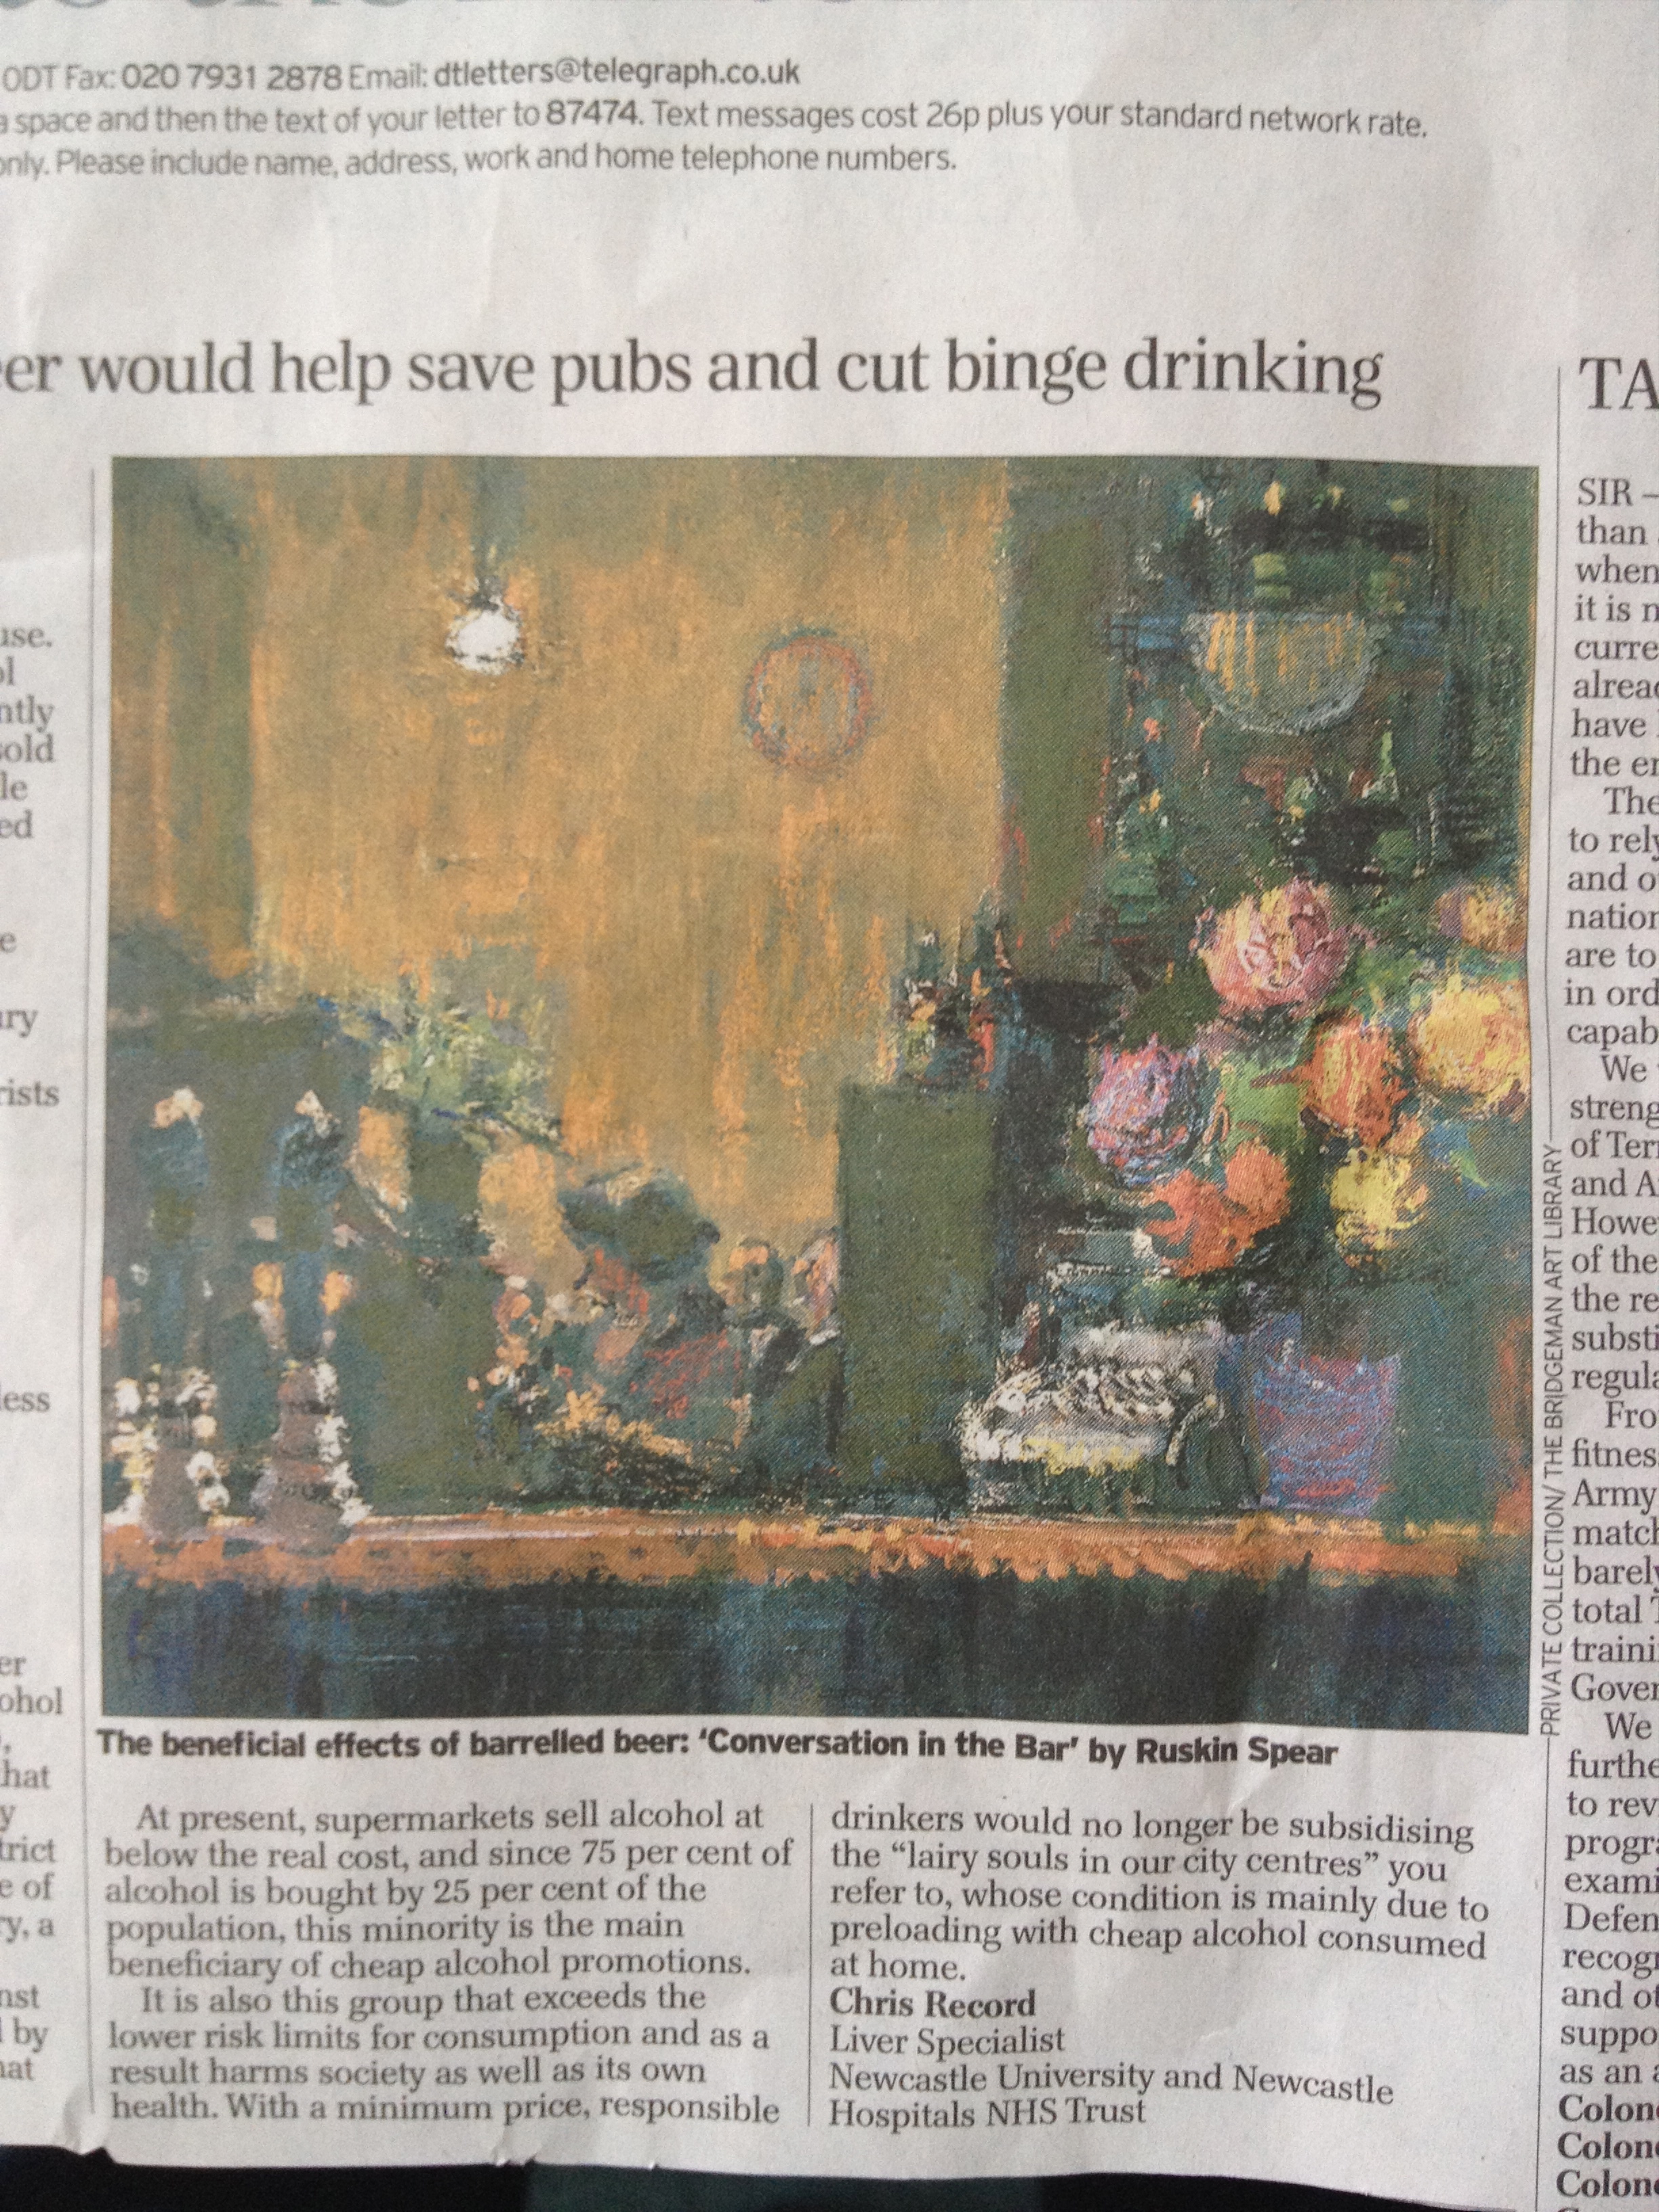 ODT Fax: 020 7931 2878 Email: dtletters@telegraph.co.uk
a space and then the text of your letter to 87474. Text messages cost 26p plus your standard network rate.
only. Please include name, address, work and home telephone numbers.
er would help save pubs and cut binge drinking
use.
ol
ntly
sold
le
ed
e
ury
rists
less
er
ohol
,
that
y
trict
e of
ry, a
nst
l by
hat
PRIVATE COLLECTION/ THE BRIDGEMAN ART LIBRARY
The beneficial effects of barrelled beer: ‘Conversation in the Bar’ by Ruskin Spear
At present, supermarkets sell alcohol at
below the real cost, and since 75 per cent of
alcohol is bought by 25 per cent of the
population, this minority is the main
beneficiary of cheap alcohol promotions.
It is also this group that exceeds the
lower risk limits for consumption and as a
result harms society as well as its own
health. With a minimum price, responsible
drinkers would no longer be subsidising
the “lairy souls in our city centres” you
refer to, whose condition is mainly due to
preloading with cheap alcohol consumed
at home.
Chris Record
Liver Specialist
Newcastle University and Newcastle
Hospitals NHS Trust
TA
SIR –
than
when
it is n
curre
alread
have
the en
The
to rely
and o
nation
are to
in ord
capab
We
streng
of Terr
and A
Howe
of the
the re
substi
regula
Fro
fitness
Army
match
barely
total T
traini
Gover
We
furthe
to rev
progra
exami
Defen
recogn
and ot
suppo
as an a
Colone
Colone
Colone